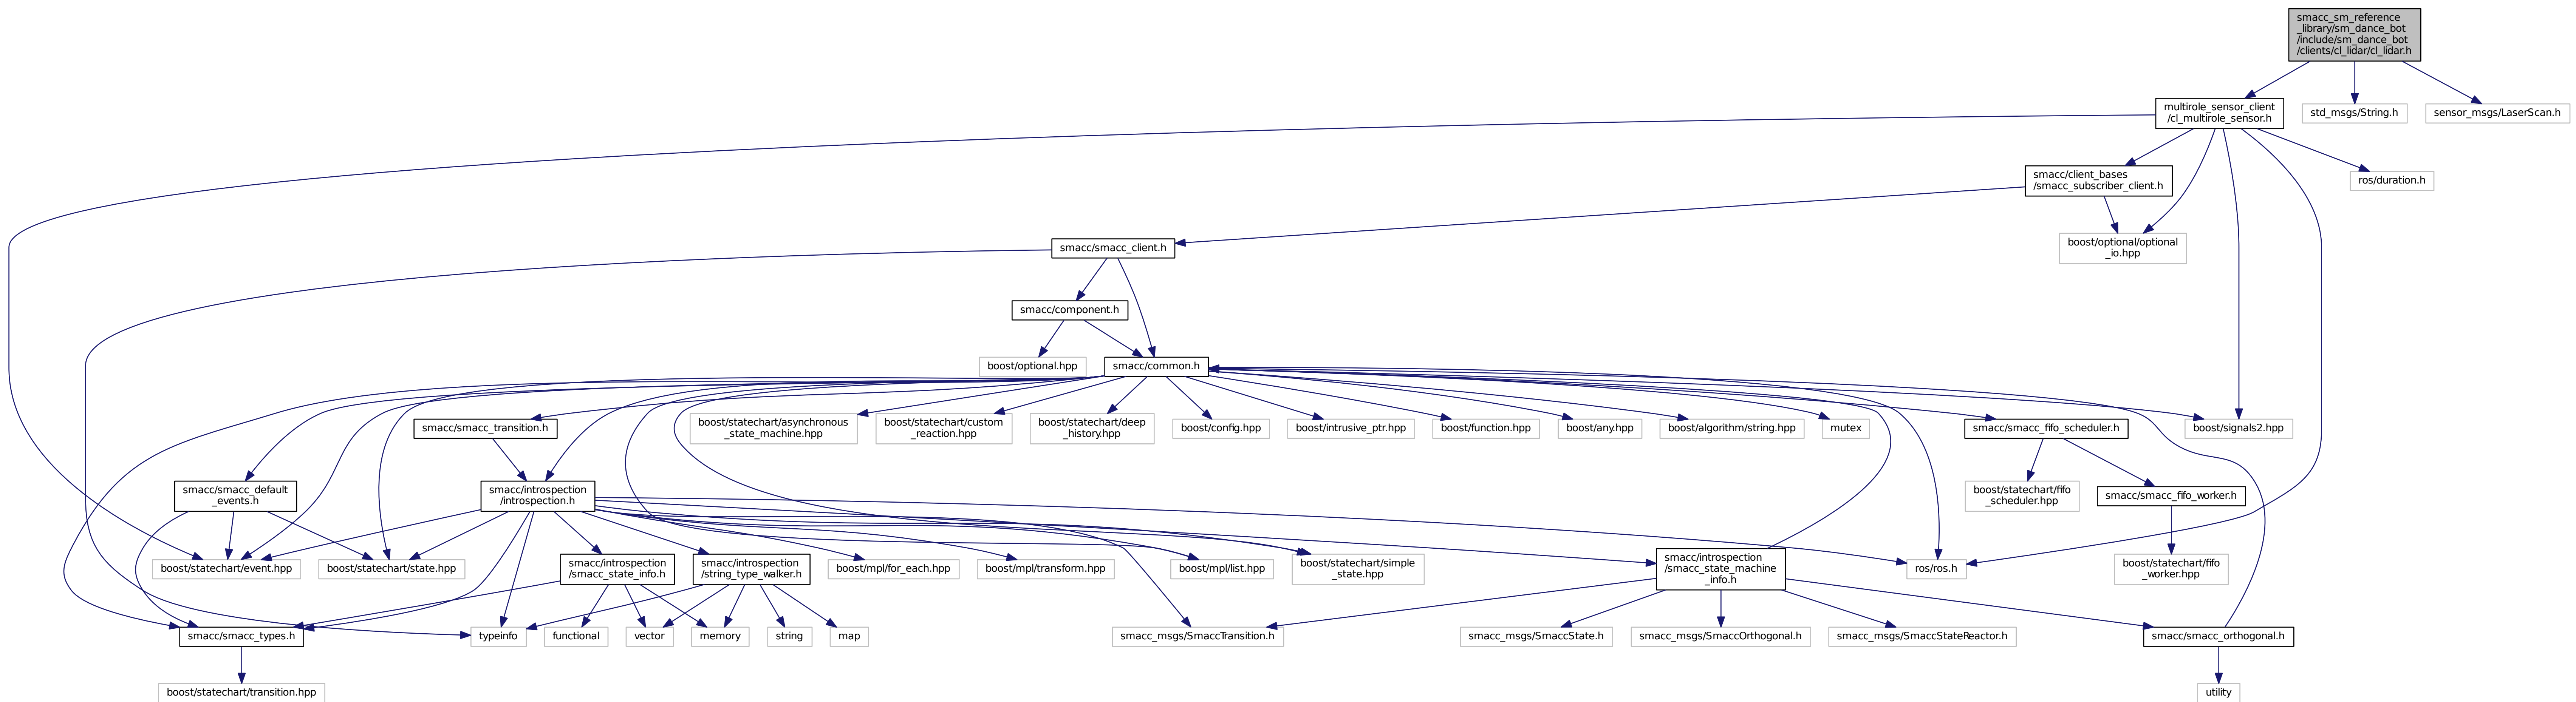 smacc_sm_reference
_library/sm_dance_bot
/include/sm_dance_bot
/clients/cl_lidar/cl_lidar.h
multirole_sensor_client
/cl_multirole_sensor.h
std_msgs/String.h
sensor_msgs/LaserScan.h
smacc/client_bases
/smacc_subscriber_client.h
ros/duration.h
smacc/smacc_client.h
boost/optional/optional
_io.hpp
smacc/component.h
boost/optional.hpp
smacc/common.h
smacc/smacc_transition.h
boost/statechart/asynchronous
_state_machine.hpp
boost/statechart/custom
_reaction.hpp
boost/statechart/deep
_history.hpp
boost/config.hpp
boost/intrusive_ptr.hpp
boost/function.hpp
boost/any.hpp
boost/algorithm/string.hpp
mutex
smacc/smacc_fifo_scheduler.h
boost/signals2.hpp
smacc/smacc_default
_events.h
smacc/introspection
/introspection.h
boost/statechart/fifo
_scheduler.hpp
smacc/smacc_fifo_worker.h
boost/statechart/event.hpp
boost/statechart/state.hpp
smacc/introspection
/smacc_state_info.h
smacc/introspection
/string_type_walker.h
boost/mpl/for_each.hpp
boost/mpl/transform.hpp
boost/mpl/list.hpp
boost/statechart/simple
_state.hpp
smacc/introspection
/smacc_state_machine
_info.h
ros/ros.h
boost/statechart/fifo
_worker.hpp
smacc/smacc_types.h
typeinfo
functional
vector
memory
string
map
smacc_msgs/SmaccTransition.h
smacc_msgs/SmaccState.h
smacc_msgs/SmaccOrthogonal.h
smacc_msgs/SmaccStateReactor.h
smacc/smacc_orthogonal.h
boost/statechart/transition.hpp
utility